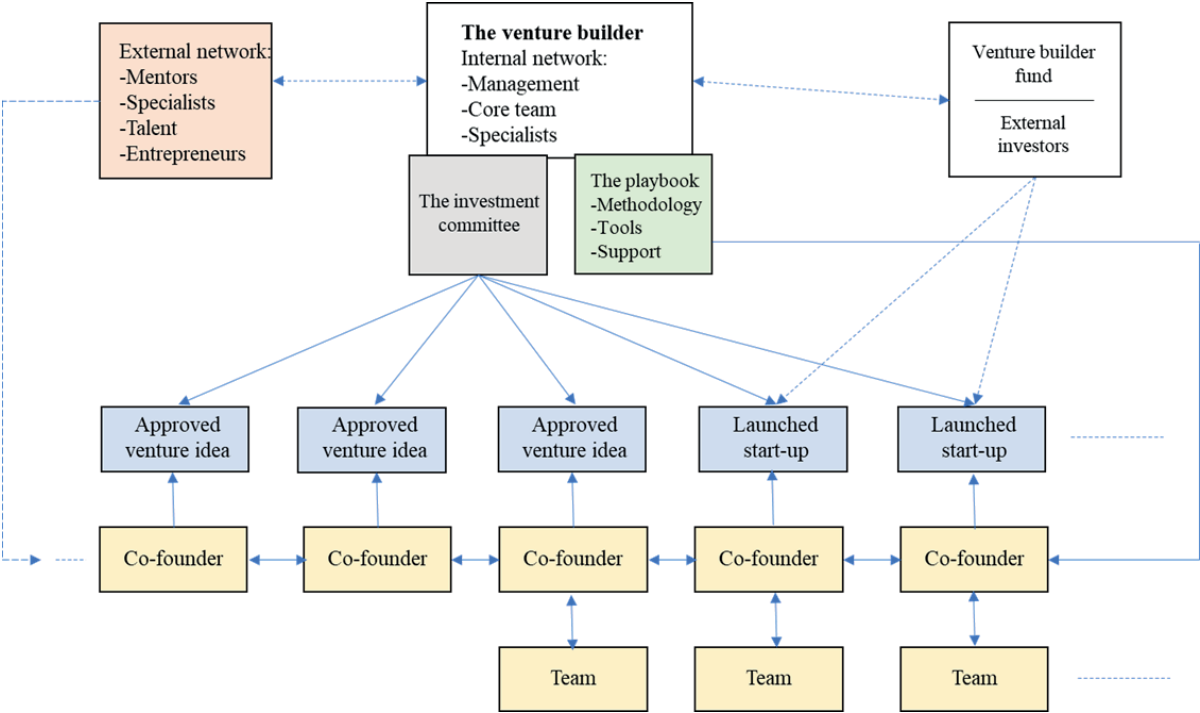 External network:
-Mentors
-Specialists
-Talent
-Entrepreneurs
The venture builder
Internal network:
-Management
-Core team
-Specialists
Venture builder
fund
External
investors
The investment
committee
The playbook
-Methodology
-Tools
-Support
Approved
venture idea
Approved
venture idea
Approved
venture idea
Launched
start-up
Launched
start-up
Co-founder
Co-founder
Co-founder
Co-founder
Co-founder
Team
Team
Team